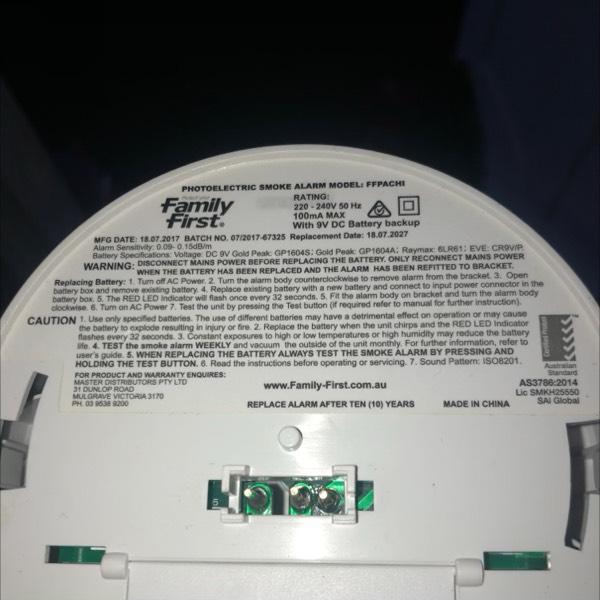 PHOTOELECTRIC SMOKE ALARM MODEL: FFPACHI
Family
First®
RATING:
220 - 240V 50 Hz
100mA MAX
With 9V DC Battery backup
MFG DATE: 18.07.2017 BATCH NO. 07/2017-67325 Replacement Date: 18.07.2027
Alarm Sensitivity: 0.09- 0.15dB/m
Battery Specifications: Voltage: DC 9V Gold Peak: GP1604S; Gold Peak: GP1604A; Raymax: 6LR61; EVE: CR9V/P.
WARNING: DISCONNECT MAINS POWER BEFORE REPLACING THE BATTERY. ONLY RECONNECT MAINS POWER
WHEN THE BATTERY HAS BEEN REPLACED AND THE ALARM HAS BEEN REFITTED TO BRACKET.
Replacing Battery: 1. Turn off AC Power. 2. Turn the alarm body counterclockwise to remove alarm from the bracket. 3. Open
battery box and remove existing battery. 4. Replace existing battery with a new battery and connect to input power connector in the
battery box. 5. The RED LED Indicator will flash once every 32 seconds. 5. Fit the alarm body on bracket and turn the alarm body
clockwise. 6. Turn on AC Power 7. Test the unit by pressing the Test button (if required refer to manual for further instruction).
CAUTION 1. Use only specified batteries. The use of different batteries may have a detrimental effect on operation or may cause
the battery to explode resulting in injury or fire. 2. Replace the battery when the unit chirps and the RED LED Indicator
flashes every 32 seconds. 3. Constant exposures to high or low temperatures or high humidity may reduce the battery
life. 4. TEST the smoke alarm WEEKLY and vacuum the outside of the unit monthly. For further information, refer to
user's guide. 5. WHEN REPLACING THE BATTERY ALWAYS TEST THE SMOKE ALARM BY PRESSING AND
HOLDING THE TEST BUTTON. 6. Read the instructions before operating or servicing. 7. Sound Pattern: ISO8201.
FOR PRODUCT AND WARRANTY ENQUIRES:
MASTER DISTRIBUTORS PTY LTD
31 DUNLOP ROAD
MULGRAVE VICTORIA 3170
PH. 03 9538 9200
www.Family-First.com.au
REPLACE ALARM AFTER TEN (10) YEARS
MADE IN CHINA
Certified Product
Australian
Standard
AS3786:2014
Lic SMKH25550
SAI Global